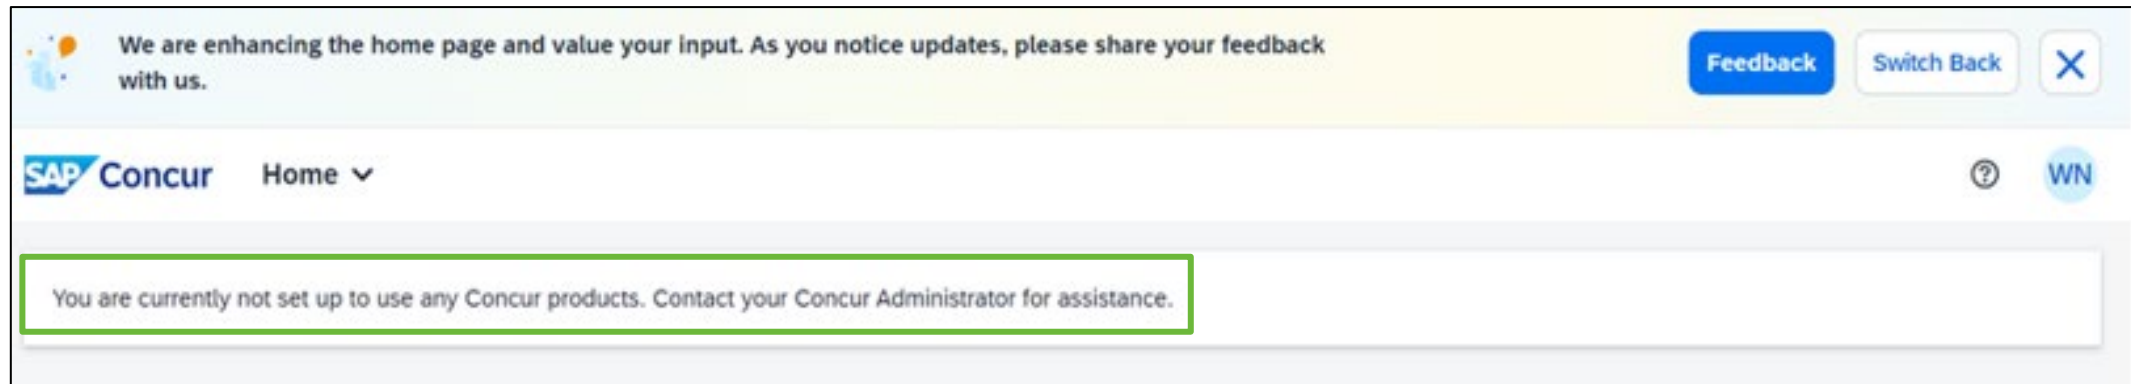 We are enhancing the home page and value your input. As you notice updates, please share your feedback
with us.
Feedback
Switch Back
SAP Concur
Home
WN
You are currently not set up to use any Concur products. Contact your Concur Administrator for assistance.